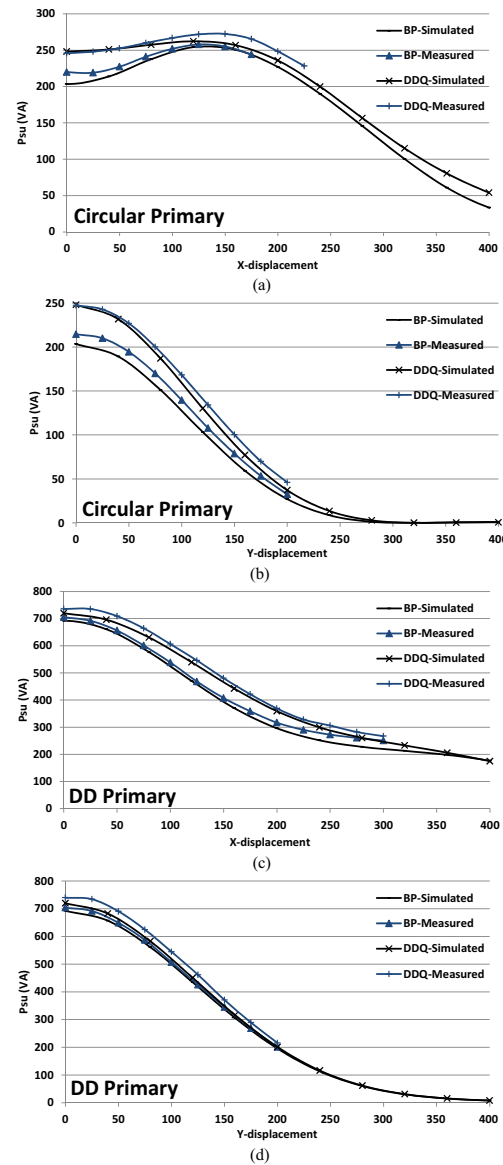 300
250
200
150
100
50
0
Psu (VA)
BP-Simulated
BP-Measured
DDQ-Simulated
DDQ-Measured
Circular Primary
0 50 100 150 200 250 300 350 400
X-displacement
(a)
250
200
150
100
50
0
Psu (VA)
BP-Simulated
BP-Measured
DDQ-Simulated
DDQ-Measured
Circular Primary
0 50 100 150 200 250 300 350 400
Y-displacement
(b)
800
700
600
500
400
300
200
100
0
Psu (VA)
BP-Simulated
BP-Measured
DDQ-Simulated
DDQ-Measured
DD Primary
0 50 100 150 200 250 300 350 400
X-displacement
(c)
800
700
600
500
400
300
200
100
0
Psu (VA)
BP-Simulated
BP-Measured
DDQ-Simulated
DDQ-Measured
DD Primary
0 50 100 150 200 250 300 350 400
Y-displacement
(d)